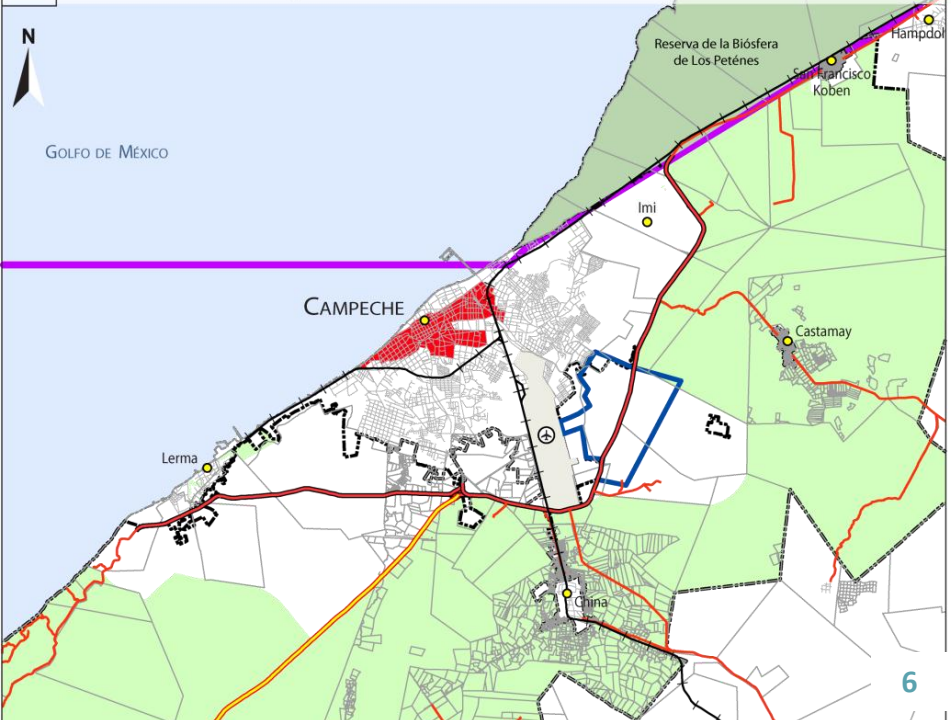 N
Hampdol
Reserva de la Biósfera
de Los Peténes
San Francisco
Koben
GOLFO DE MÉXICO
Imi
CAMPECHE
Castamay
Lerma
China
6